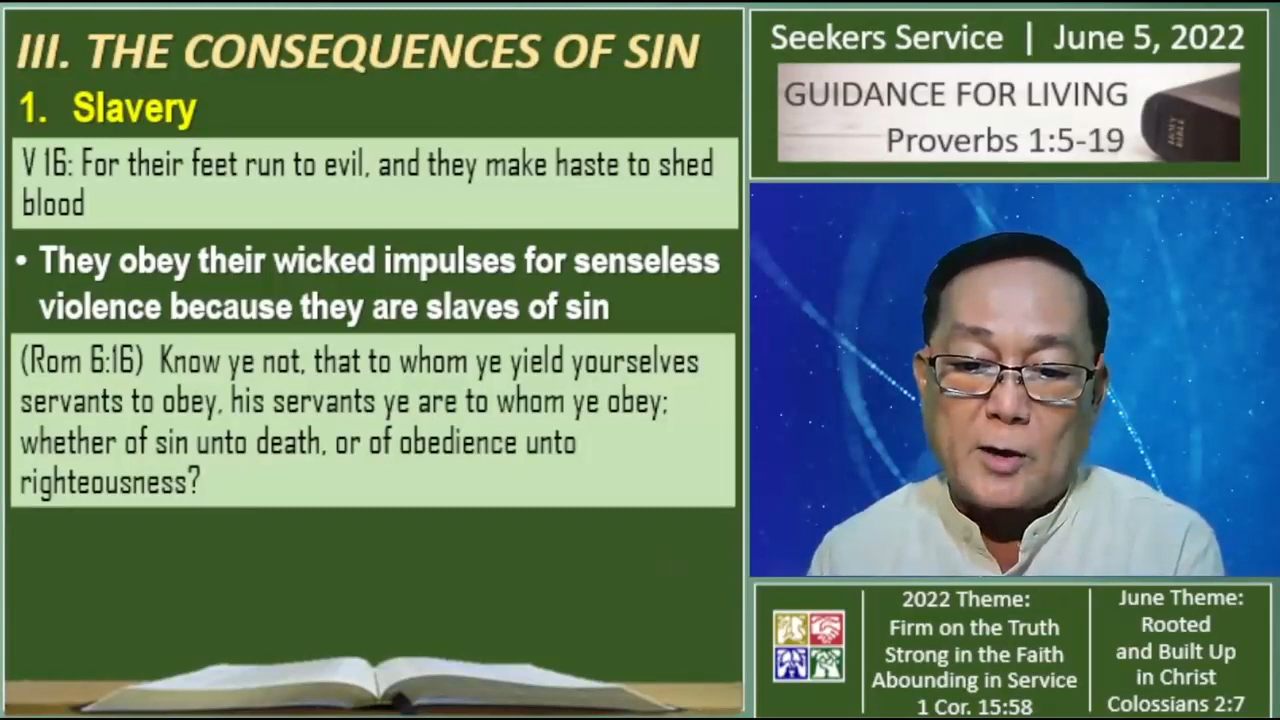 III. THE CONSEQUENCES OF SIN
1. Slavery
V 16: For their feet run to evil, and they make haste to shed
blood
• They obey their wicked impulses for senseless
violence because they are slaves of sin
(Rom 6:16) Know ye not, that to whom ye yield yourselves
servants to obey, his servants ye are to whom ye obey;
whether of sin unto death, or of obedience unto
righteousness?
Seekers Service | June 5, 2022
GUIDANCE FOR LIVING
Proverbs 1:5-19
2022 Theme:
Firm on the Truth
Strong in the Faith
Abounding in Service
1 Cor. 15:58
June Theme:
Rooted
and Built Up
in Christ
Colossians 2:7